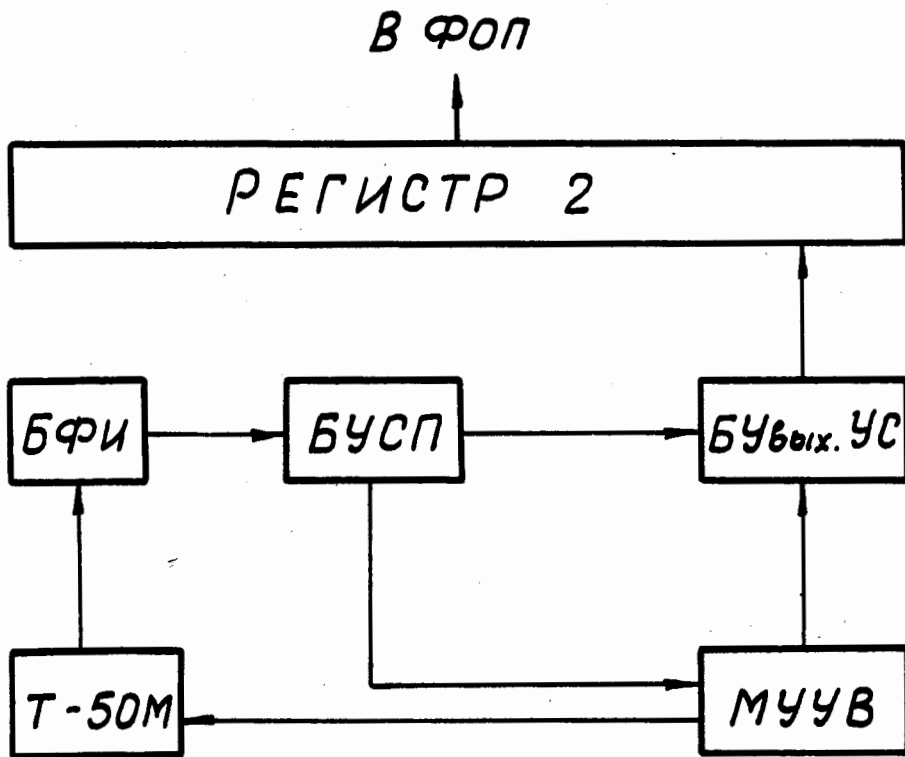 В ФОП
РЕГИСТР 2
БФИ
БУСП
БУвых. УС
Т-50М
МУУВ